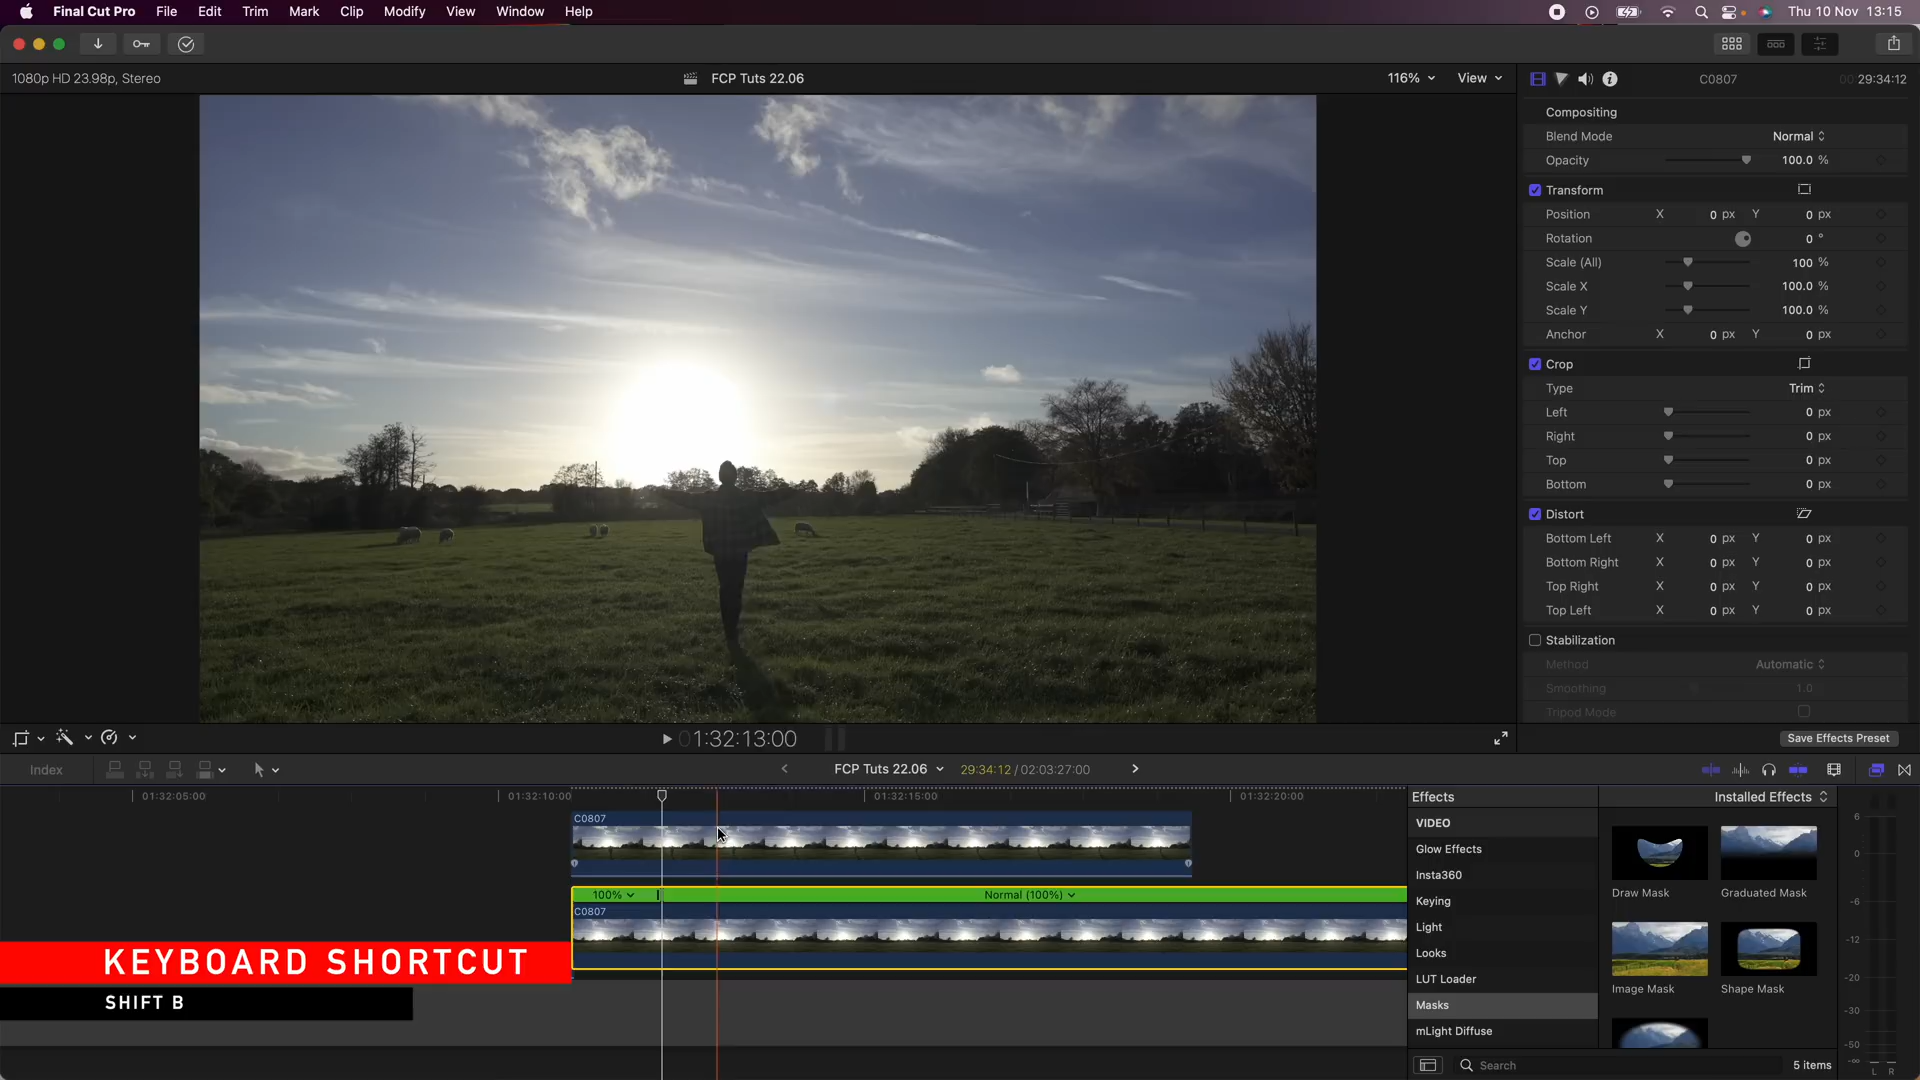 Final Cut Pro File Edit Trim Mark Clip Modify View Window Help Thu 10 Nov 13:15
1080p HD 23.98p, Stereo FCP Tuts 22.06 116% View C0807 00 29:34:12
Compositing
Blend Mode Normal
Opacity 100.0 %
Transform
Position X 0 px Y 0 px
Rotation 0 °
Scale (All) 100 %
Scale X 100.0 %
Scale Y 100.0 %
Anchor X 0 px Y 0 px
Crop
Type Trim
Left 0 px
Right 0 px
Top 0 px
Bottom 0 px
Distort
Bottom Left X 0 px Y 0 px
Bottom Right X 0 px Y 0 px
Top Right X 0 px Y 0 px
Top Left X 0 px Y 0 px
Stabilization
Method Automatic
Smoothing 1.0
Tripod Mode
01:32:13:00 Save Effects Preset
Index FCP Tuts 22.06 29:34:12 / 02:03:27:00
01:32:05:00 01:32:10:00 01:32:15:00 01:32:20:00
C0807
100% Normal (100%)
C0807
KEYBOARD SHORTCUT
SHIFT B
Effects Installed Effects
VIDEO
Glow Effects
Insta360
Keying
Light
Looks
LUT Loader
Masks
mLight Diffuse
Draw Mask Graduated Mask
Image Mask Shape Mask
Search 5 items
6
0
-6
-12
-20
-30
-50
-∞
L R